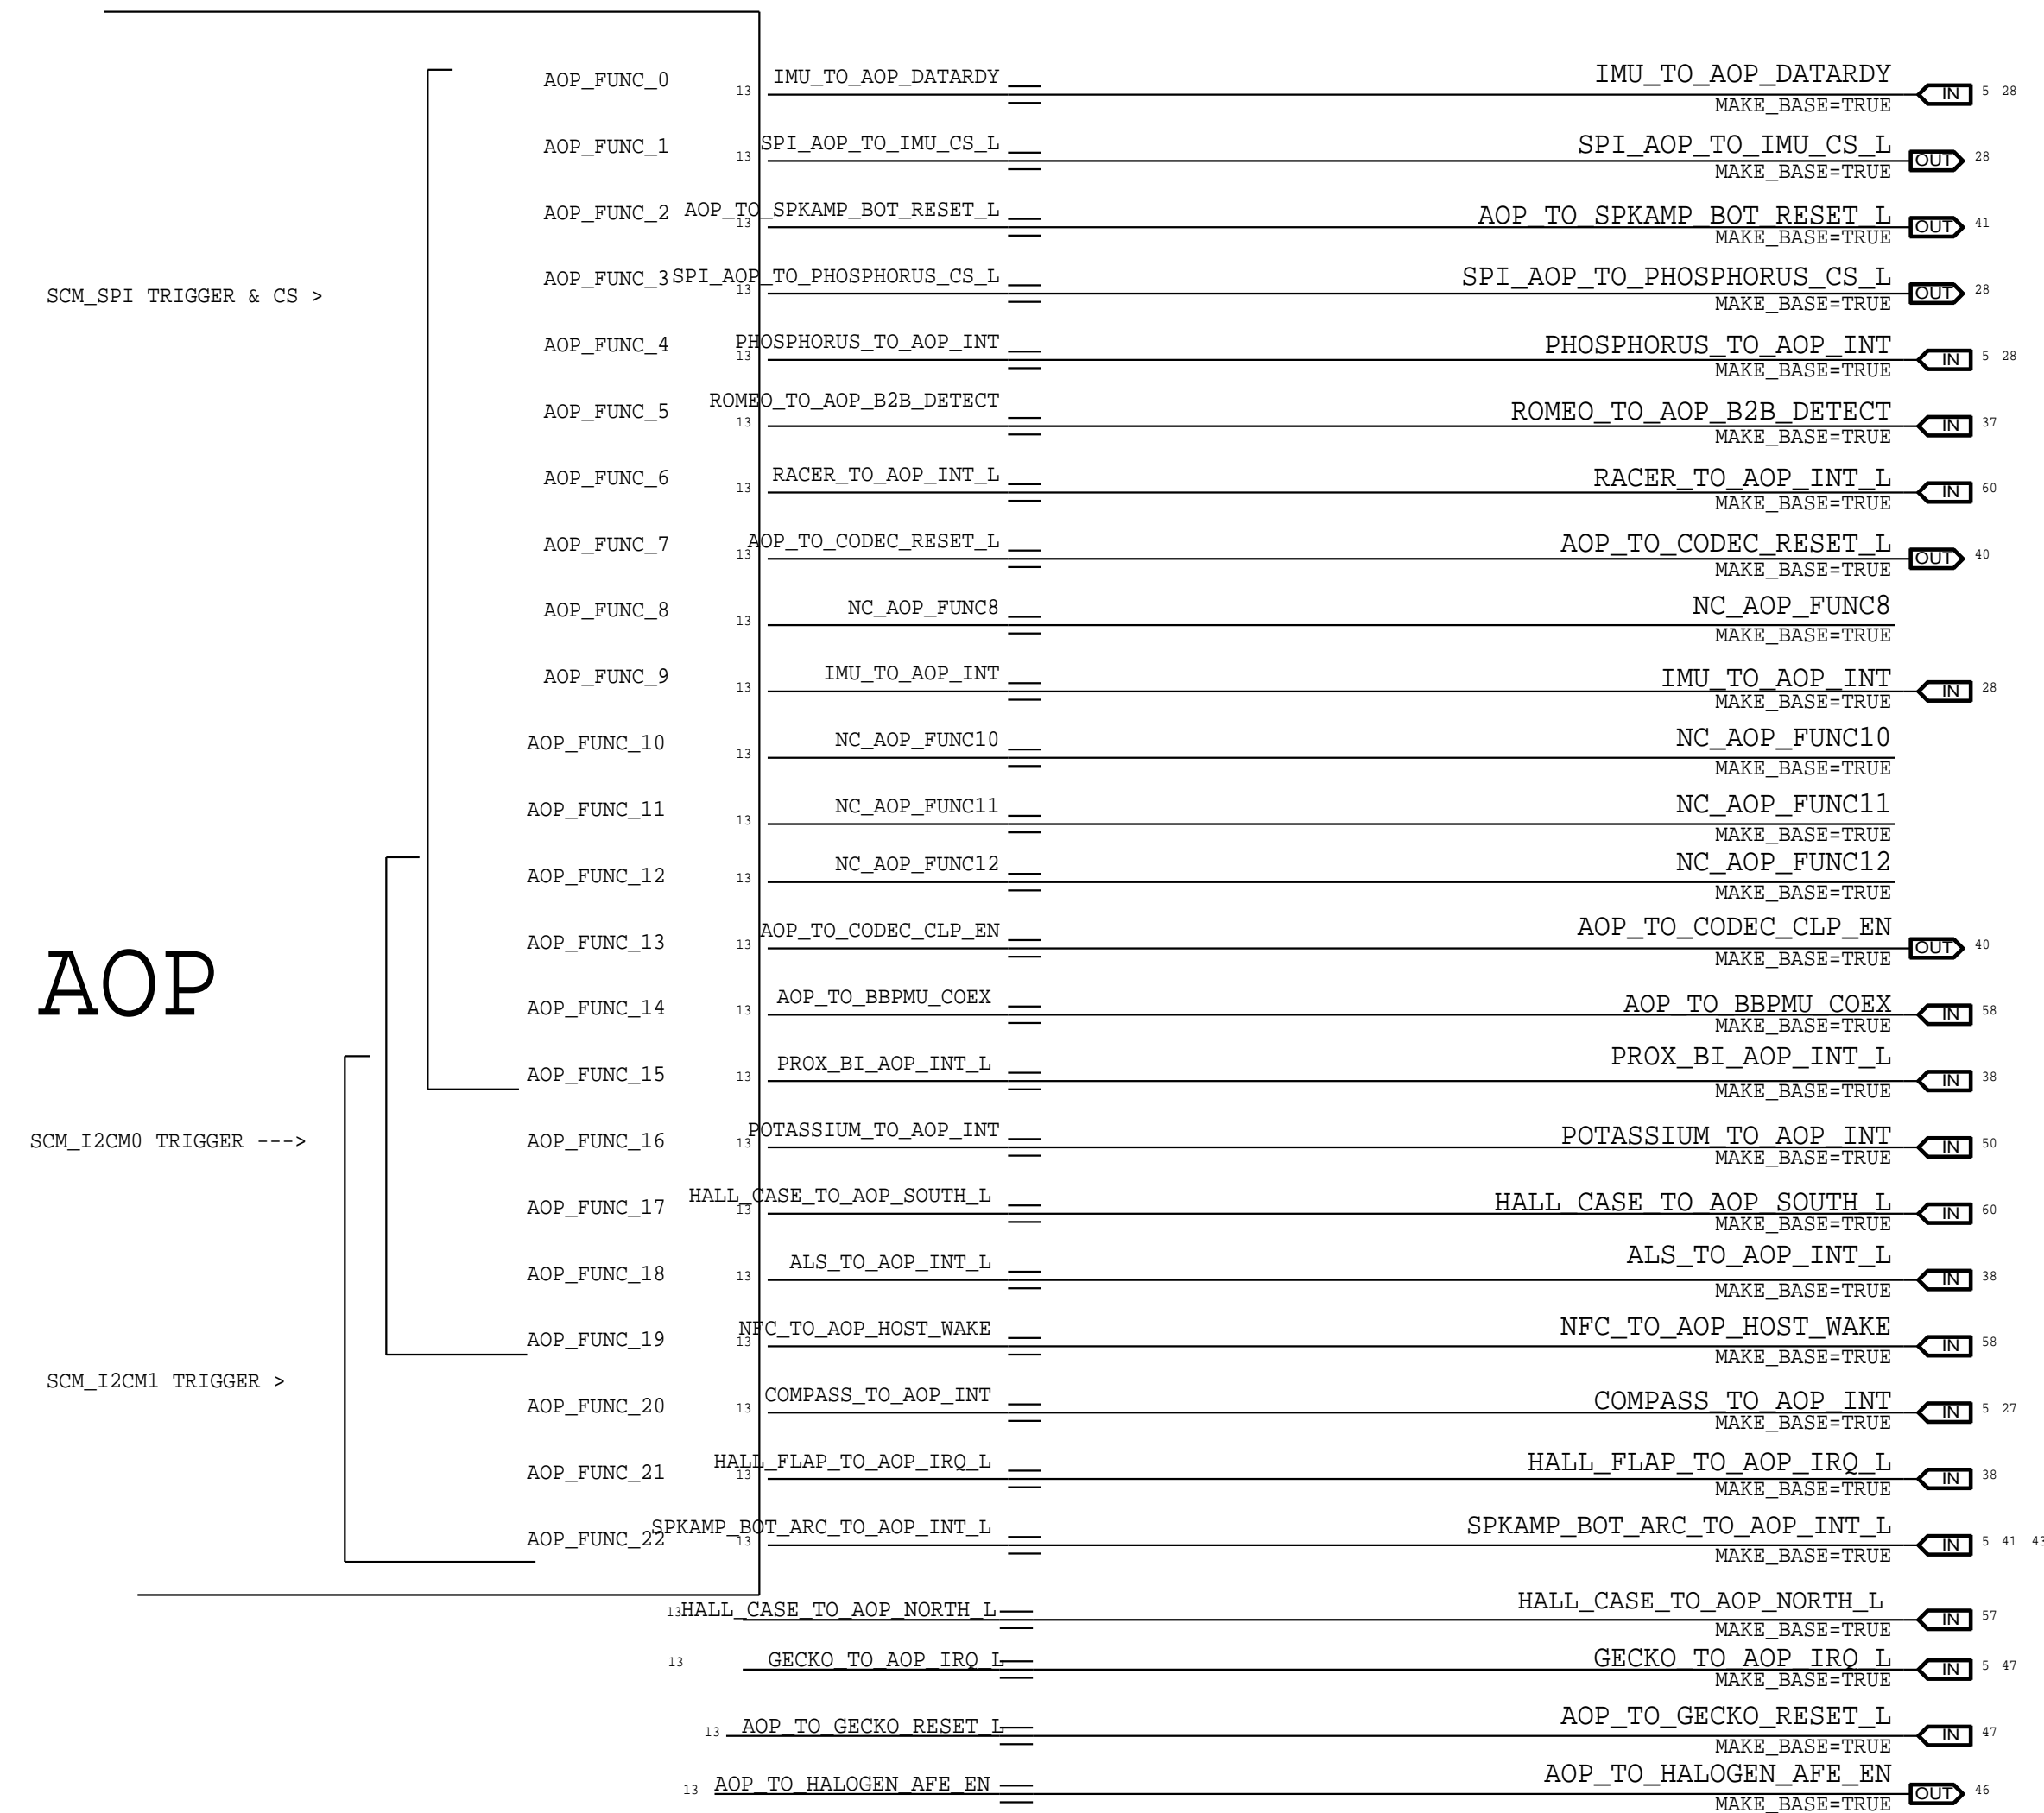 AOP_FUNC_0 13 IMU_TO_AOP_DATARDY IMU_TO_AOP_DATARDY IN 5 28
MAKE_BASE=TRUE
AOP_FUNC_1 13 SPI_AOP_TO_IMU_CS_L SPI_AOP_TO_IMU_CS_L OUT 28
MAKE_BASE=TRUE
AOP_FUNC_2 13 AOP_TO_SPKAMP_BOT_RESET_L AOP_TO_SPKAMP_BOT_RESET_L OUT 41
MAKE_BASE=TRUE
AOP_FUNC_3 13 SPI_AOP_TO_PHOSPHORUS_CS_L SPI_AOP_TO_PHOSPHORUS_CS_L OUT 28
SCM_SPI TRIGGER & CS >
MAKE_BASE=TRUE
AOP_FUNC_4 13 PHOSPHORUS_TO_AOP_INT PHOSPHORUS_TO_AOP_INT IN 5 28
MAKE_BASE=TRUE
AOP_FUNC_5 13 ROMEO_TO_AOP_B2B_DETECT ROMEO_TO_AOP_B2B_DETECT IN 37
MAKE_BASE=TRUE
AOP_FUNC_6 13 RACER_TO_AOP_INT_L RACER_TO_AOP_INT_L IN 60
MAKE_BASE=TRUE
AOP_FUNC_7 13 AOP_TO_CODEC_RESET_L AOP_TO_CODEC_RESET_L OUT 40
MAKE_BASE=TRUE
AOP_FUNC_8 13 NC_AOP_FUNC8 NC_AOP_FUNC8
MAKE_BASE=TRUE
AOP_FUNC_9 13 IMU_TO_AOP_INT IMU_TO_AOP_INT IN 28
MAKE_BASE=TRUE
AOP_FUNC_10 13 NC_AOP_FUNC10 NC_AOP_FUNC10
MAKE_BASE=TRUE
AOP_FUNC_11 13 NC_AOP_FUNC11 NC_AOP_FUNC11
MAKE_BASE=TRUE
AOP_FUNC_12 13 NC_AOP_FUNC12 NC_AOP_FUNC12
MAKE_BASE=TRUE
AOP_FUNC_13 13 AOP_TO_CODEC_CLP_EN AOP_TO_CODEC_CLP_EN OUT 40
MAKE_BASE=TRUE
AOP
AOP_FUNC_14 13 AOP_TO_BBPMU_COEX AOP_TO_BBPMU_COEX IN 58
MAKE_BASE=TRUE
AOP_FUNC_15 13 PROX_BI_AOP_INT_L PROX_BI_AOP_INT_L IN 38
MAKE_BASE=TRUE
SCM_I2CM0 TRIGGER --->
AOP_FUNC_16 13 POTASSIUM_TO_AOP_INT POTASSIUM_TO_AOP_INT IN 50
MAKE_BASE=TRUE
AOP_FUNC_17 13 HALL_CASE_TO_AOP_SOUTH_L HALL_CASE_TO_AOP_SOUTH_L IN 60
MAKE_BASE=TRUE
AOP_FUNC_18 13 ALS_TO_AOP_INT_L ALS_TO_AOP_INT_L IN 38
MAKE_BASE=TRUE
AOP_FUNC_19 13 NFC_TO_AOP_HOST_WAKE NFC_TO_AOP_HOST_WAKE IN 58
MAKE_BASE=TRUE
SCM_I2CM1 TRIGGER >
AOP_FUNC_20 13 COMPASS_TO_AOP_INT COMPASS_TO_AOP_INT IN 5 27
MAKE_BASE=TRUE
AOP_FUNC_21 13 HALL_FLAP_TO_AOP_IRQ_L HALL_FLAP_TO_AOP_IRQ_L IN 38
MAKE_BASE=TRUE
AOP_FUNC_22 13 SPKAMP_BOT_ARC_TO_AOP_INT_L SPKAMP_BOT_ARC_TO_AOP_INT_L IN 5 41 43
MAKE_BASE=TRUE
13 HALL_CASE_TO_AOP_NORTH_L HALL_CASE_TO_AOP_NORTH_L IN 57
MAKE_BASE=TRUE
13 GECKO_TO_AOP_IRQ_L GECKO_TO_AOP_IRQ_L IN 5 47
MAKE_BASE=TRUE
13 AOP_TO_GECKO_RESET_L AOP_TO_GECKO_RESET_L IN 47
MAKE_BASE=TRUE
13 AOP_TO_HALOGEN_AFE_EN AOP_TO_HALOGEN_AFE_EN OUT 46
MAKE_BASE=TRUE